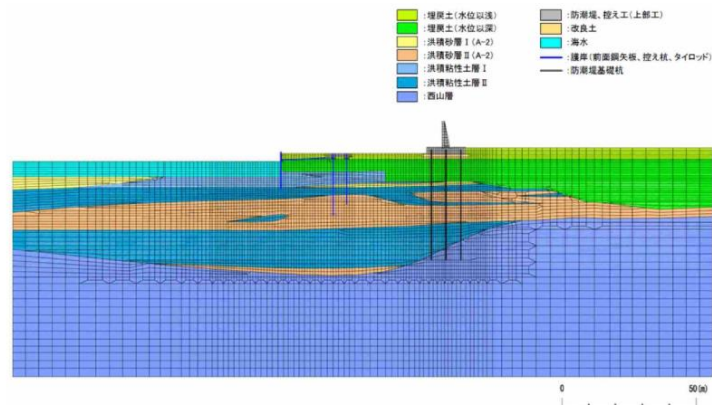 :埋戻土(水位以浅)
:埋戻土(水位以深)
:洪積砂層Ⅰ(A-2)
:洪積砂層Ⅱ(A-2)
:洪積粘性土層Ⅰ
:洪積粘性土層Ⅱ
:西山層
:防潮堤、控え工(上部工)
:改良土
:海水
:護岸(前面鋼矢板、控え杭、タイロッド)
:防潮堤基礎杭
0 50(m)